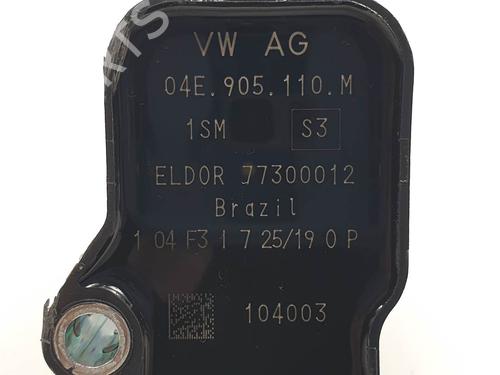 VW AG
04E.905.110.M
1SM S3
ELDOR 77300012
Brazil
1 04 F3 1 7 25/19 0 P
104003